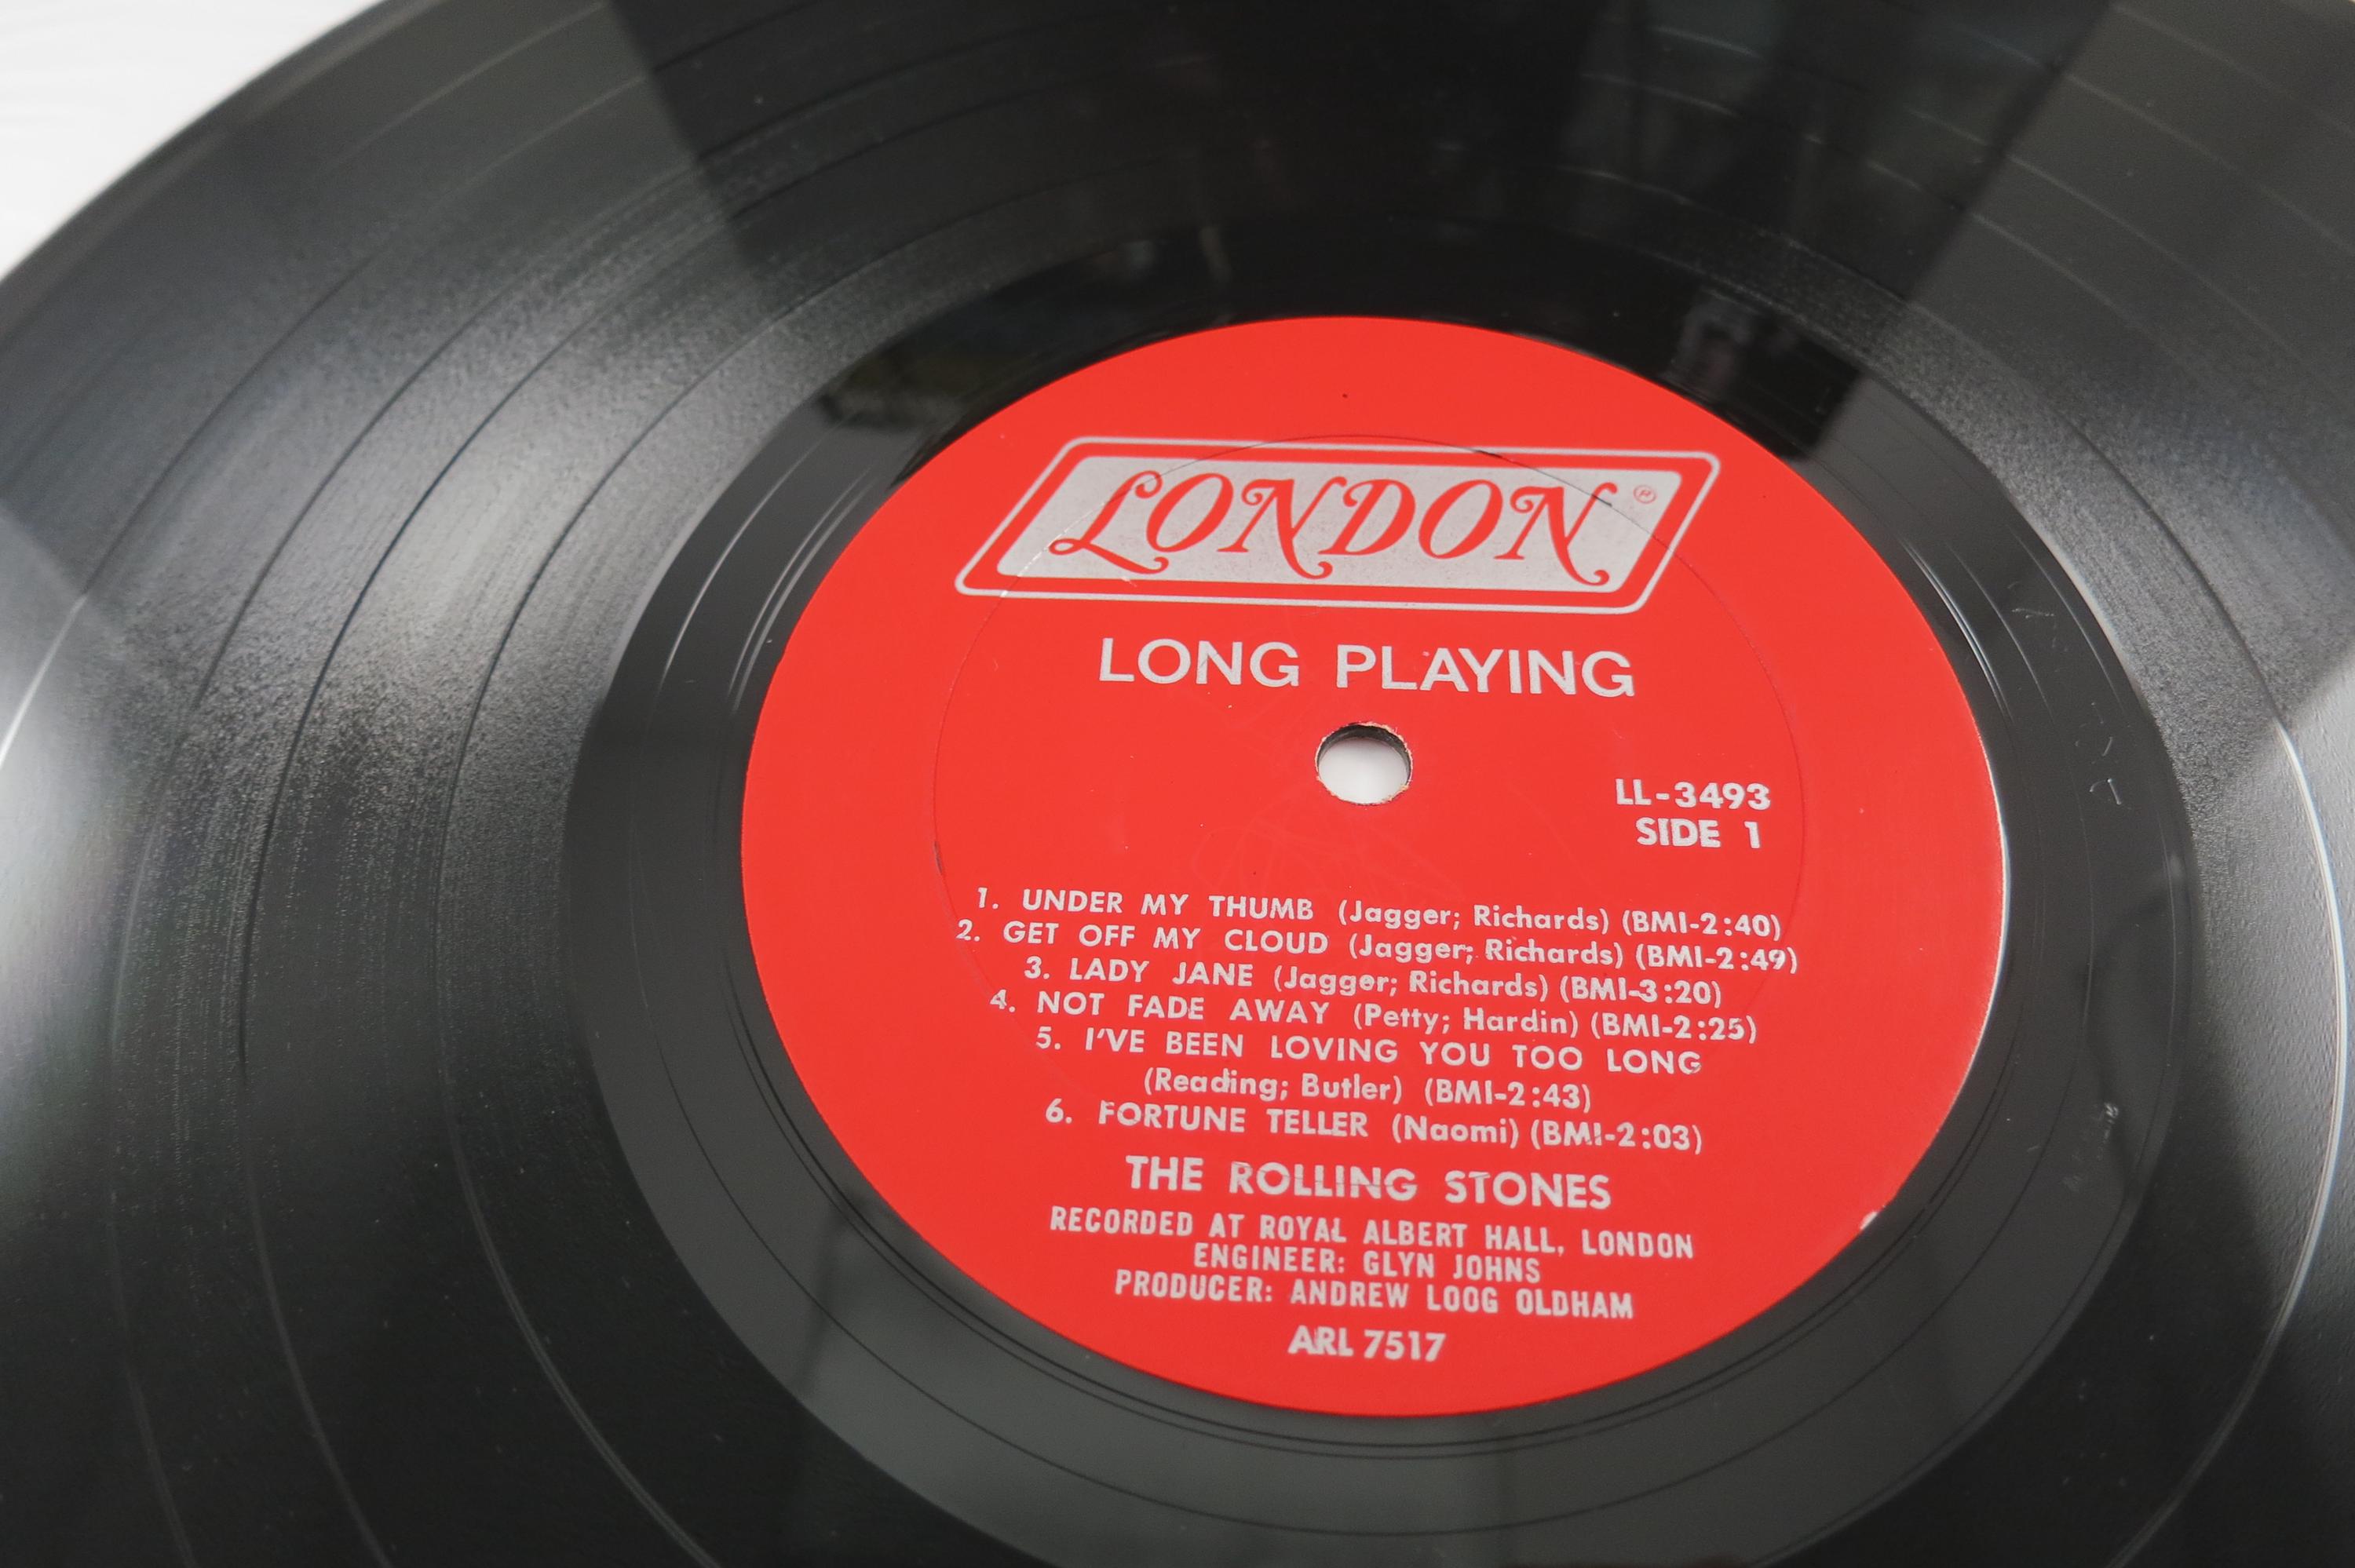 LONDON ®
LONG PLAYING
LL-3493
SIDE 1
1. UNDER MY THUMB (Jagger; Richards) (BMI-2:40)
2. GET OFF MY CLOUD (Jagger; Richards) (BMI-2:49)
3. LADY JANE (Jagger; Richards) (BMI-3:20)
4. NOT FADE AWAY (Petty; Hardin) (BMI-2:25)
5. I'VE BEEN LOVING YOU TOO LONG
(Reading; Butler) (BMI-2:43)
6. FORTUNE TELLER (Naomi) (BMI-2:03)
THE ROLLING STONES
RECORDED AT ROYAL ALBERT HALL, LONDON
ENGINEER: GLYN JOHNS
PRODUCER: ANDREW LOOG OLDHAM
ARL 7517